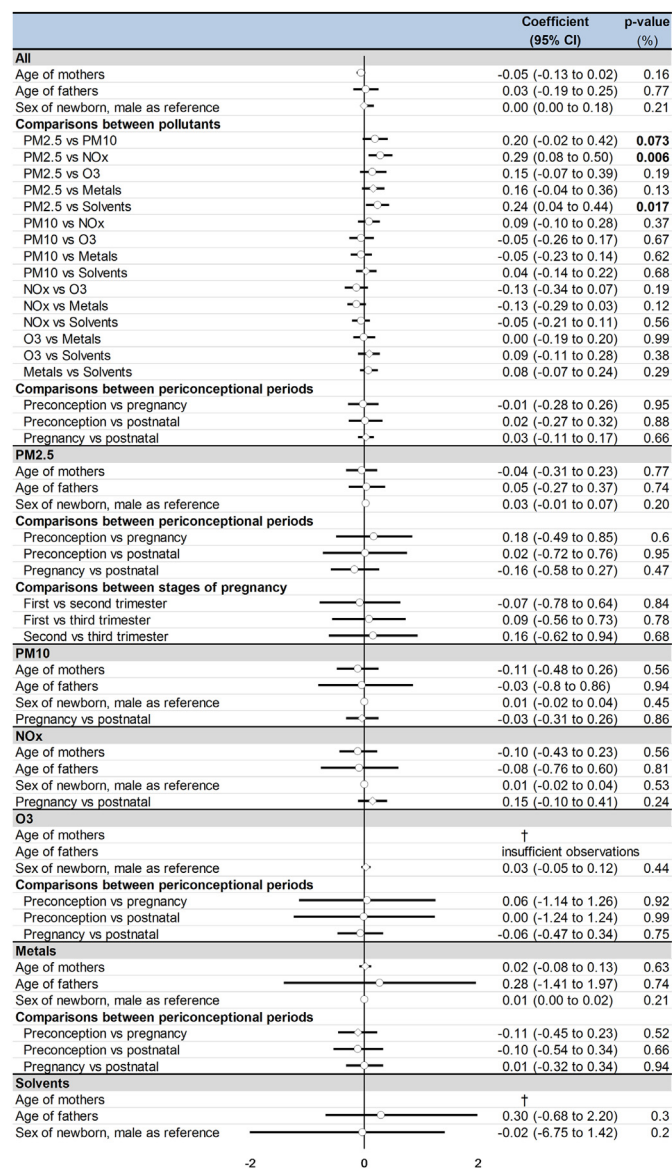 Coefficient p-value
(95% CI) (%)
All
Age of mothers -0.05 (-0.13 to 0.02) 0.16
Age of fathers 0.03 (-0.19 to 0.25) 0.77
Sex of newborn, male as reference 0.00 (0.00 to 0.18) 0.21
Comparisons between pollutants
PM2.5 vs PM10 0.20 (-0.02 to 0.42) 0.073
PM2.5 vs NOx 0.29 (0.08 to 0.50) 0.006
PM2.5 vs O3 0.15 (-0.07 to 0.39) 0.19
PM2.5 vs Metals 0.16 (-0.04 to 0.36) 0.13
PM2.5 vs Solvents 0.24 (0.04 to 0.44) 0.017
PM10 vs NOx 0.09 (-0.10 to 0.28) 0.37
PM10 vs O3 -0.05 (-0.26 to 0.17) 0.67
PM10 vs Metals -0.05 (-0.23 to 0.14) 0.62
PM10 vs Solvents 0.04 (-0.14 to 0.22) 0.68
NOx vs O3 -0.13 (-0.34 to 0.07) 0.19
NOx vs Metals -0.13 (-0.29 to 0.03) 0.12
NOx vs Solvents -0.05 (-0.21 to 0.11) 0.56
O3 vs Metals 0.00 (-0.19 to 0.20) 0.99
O3 vs Solvents 0.09 (-0.11 to 0.28) 0.38
Metals vs Solvents 0.08 (-0.07 to 0.24) 0.29
Comparisons between periconceptional periods
Preconception vs pregnancy -0.01 (-0.28 to 0.26) 0.95
Preconception vs postnatal 0.02 (-0.27 to 0.32) 0.88
Pregnancy vs postnatal 0.03 (-0.11 to 0.17) 0.66
PM2.5
Age of mothers -0.04 (-0.31 to 0.23) 0.77
Age of fathers 0.05 (-0.27 to 0.37) 0.74
Sex of newborn, male as reference 0.03 (-0.01 to 0.07) 0.20
Comparisons between periconceptional periods
Preconception vs pregnancy 0.18 (-0.49 to 0.85) 0.6
Preconception vs postnatal 0.02 (-0.72 to 0.76) 0.95
Pregnancy vs postnatal -0.16 (-0.58 to 0.27) 0.47
Comparisons between stages of pregnancy
First vs second trimester -0.07 (-0.78 to 0.64) 0.84
First vs third trimester 0.09 (-0.56 to 0.73) 0.78
Second vs third trimester 0.16 (-0.62 to 0.94) 0.68
PM10
Age of mothers -0.11 (-0.48 to 0.26) 0.56
Age of fathers -0.03 (-0.8 to 0.86) 0.94
Sex of newborn, male as reference 0.01 (-0.02 to 0.04) 0.45
Pregnancy vs postnatal -0.03 (-0.31 to 0.26) 0.86
NOx
Age of mothers -0.10 (-0.43 to 0.23) 0.56
Age of fathers -0.08 (-0.76 to 0.60) 0.81
Sex of newborn, male as reference 0.01 (-0.02 to 0.04) 0.53
Pregnancy vs postnatal 0.15 (-0.10 to 0.41) 0.24
O3
Age of mothers †
Age of fathers insufficient observations
Sex of newborn, male as reference 0.03 (-0.05 to 0.12) 0.44
Comparisons between periconceptional periods
Preconception vs pregnancy 0.06 (-1.14 to 1.26) 0.92
Preconception vs postnatal 0.00 (-1.24 to 1.24) 0.99
Pregnancy vs postnatal -0.06 (-0.47 to 0.34) 0.75
Metals
Age of mothers 0.02 (-0.08 to 0.13) 0.63
Age of fathers 0.28 (-1.41 to 1.97) 0.74
Sex of newborn, male as reference 0.01 (0.00 to 0.02) 0.21
Comparisons between periconceptional periods
Preconception vs pregnancy -0.11 (-0.45 to 0.23) 0.52
Preconception vs postnatal -0.10 (-0.54 to 0.34) 0.66
Pregnancy vs postnatal 0.01 (-0.32 to 0.34) 0.94
Solvents
Age of mothers †
Age of fathers 0.30 (-0.68 to 2.20) 0.3
Sex of newborn, male as reference -0.02 (-6.75 to 1.42) 0.2
-2 0 2